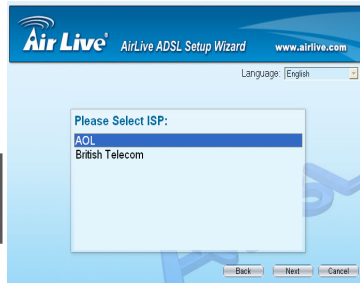 Air Live® AirLive ADSL Setup Wizard www.airlive.com
Language: English
Please Select ISP:
AOL
British Telecom
Back Next Cancel